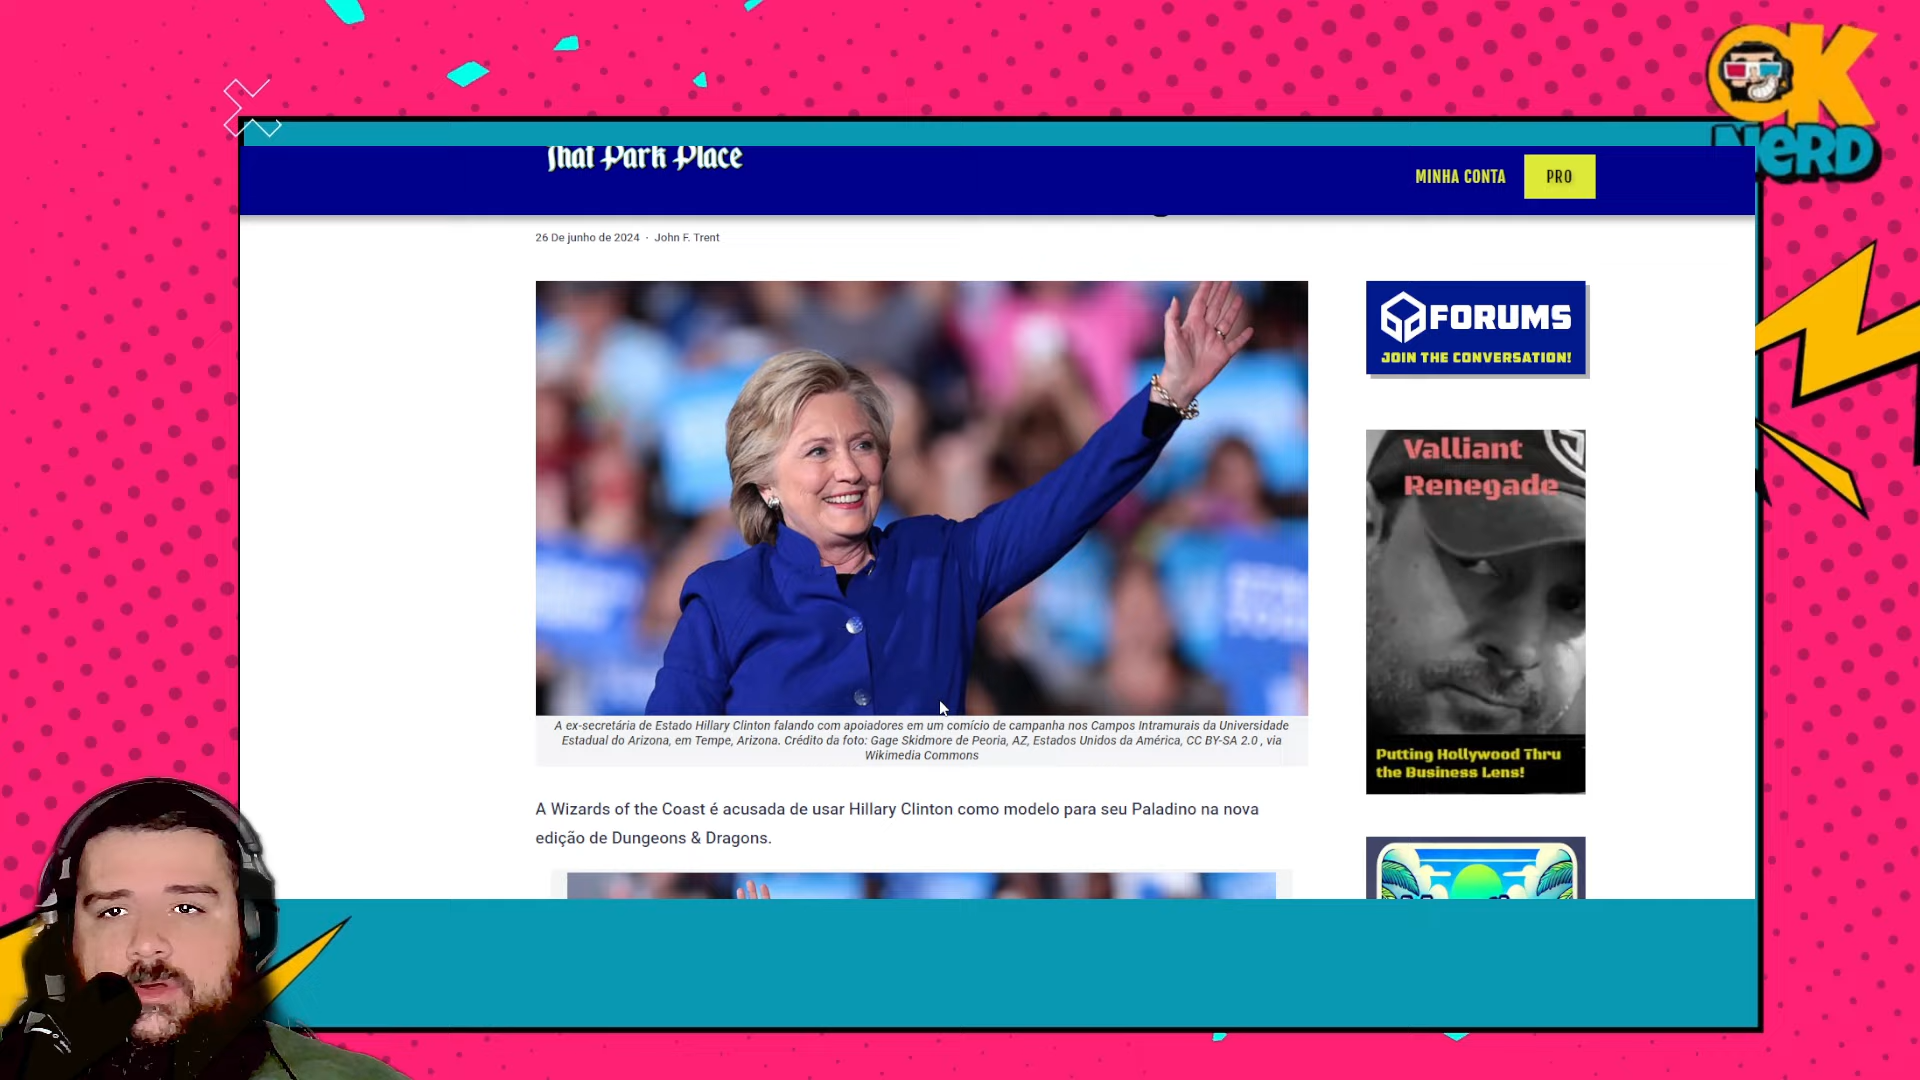 OK
NeRD
That Park Place
MINHA CONTA
PRO
26 De junho de 2024 · John F. Trent
FORUMS
JOIN THE CONVERSATION!
Valliant
Renegade
Putting Hollywood Thru
the Business Lens!
A ex-secretária de Estado Hillary Clinton falando com apoiadores em um comício de campanha nos Campos Intramurais da Universidade
Estadual do Arizona, em Tempe, Arizona. Crédito da foto: Gage Skidmore de Peoria, AZ, Estados Unidos da América, CC BY-SA 2.0 , via
Wikimedia Commons
A Wizards of the Coast é acusada de usar Hillary Clinton como modelo para seu Paladino na nova
edição de Dungeons & Dragons.